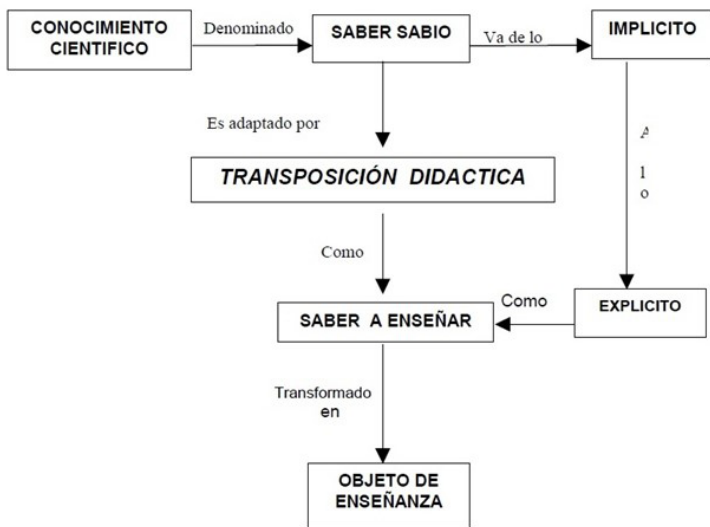 CONOCIMIENTO
CIENTIFICO
Denominado
SABER SABIO
Va de lo
IMPLICITO
Es adaptado por
A
l
o
TRANSPOSICIÓN DIDACTICA
Como
SABER A ENSEÑAR
Como
EXPLICITO
Transformado
en
OBJETO DE
ENSEÑANZA